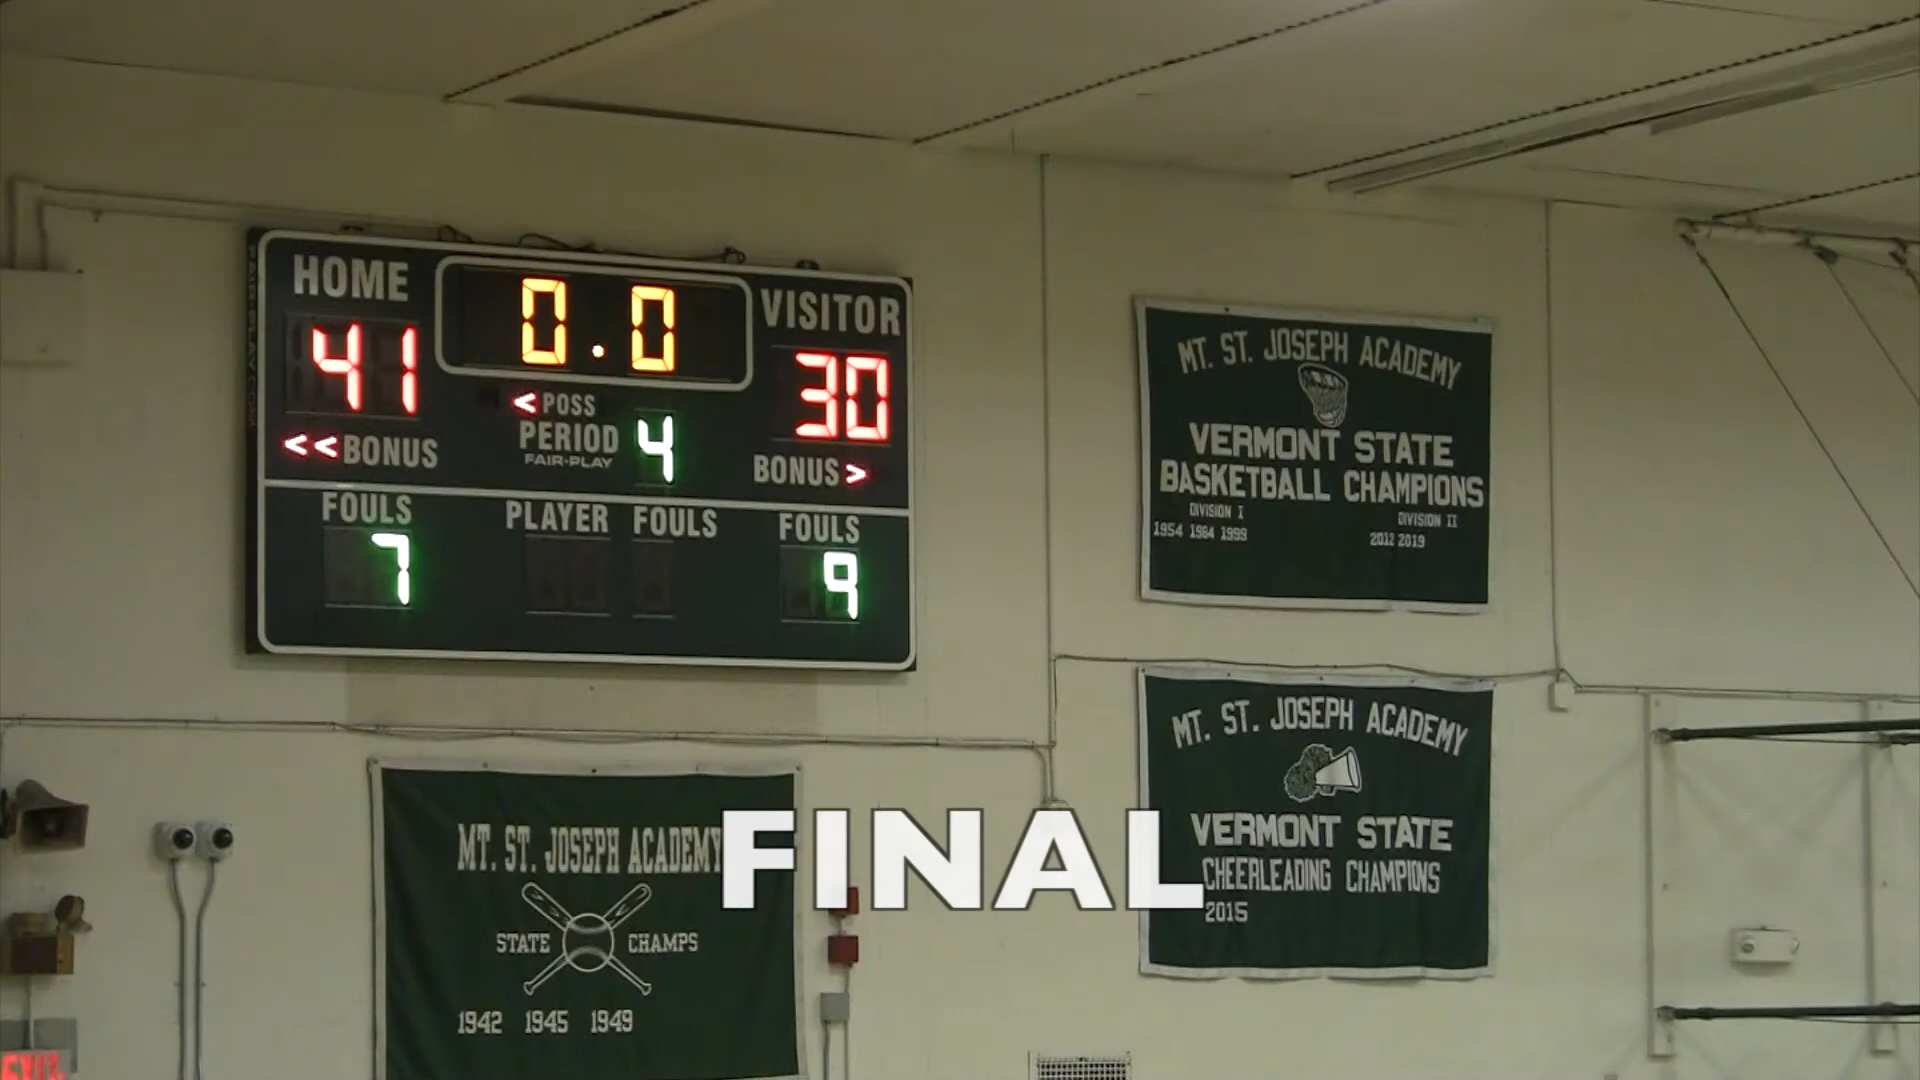 HOME
0.0
VISITOR
41
30
<POSS
PERIOD 4
FAIR-PLAY
<<BONUS
BONUS>
FOULS
PLAYER FOULS
FOULS
7
9
MT. ST. JOSEPH ACADEMY
VERMONT STATE
BASKETBALL CHAMPIONS
DIVISION I
DIVISION II
1954 1964 1999
2012 2019
MT. ST. JOSEPH ACADEMY
VERMONT STATE
CHEERLEADING CHAMPIONS
2015
MT. ST. JOSEPH ACADEMY
STATE CHAMPS
1942 1945 1949
FINAL
EXIT